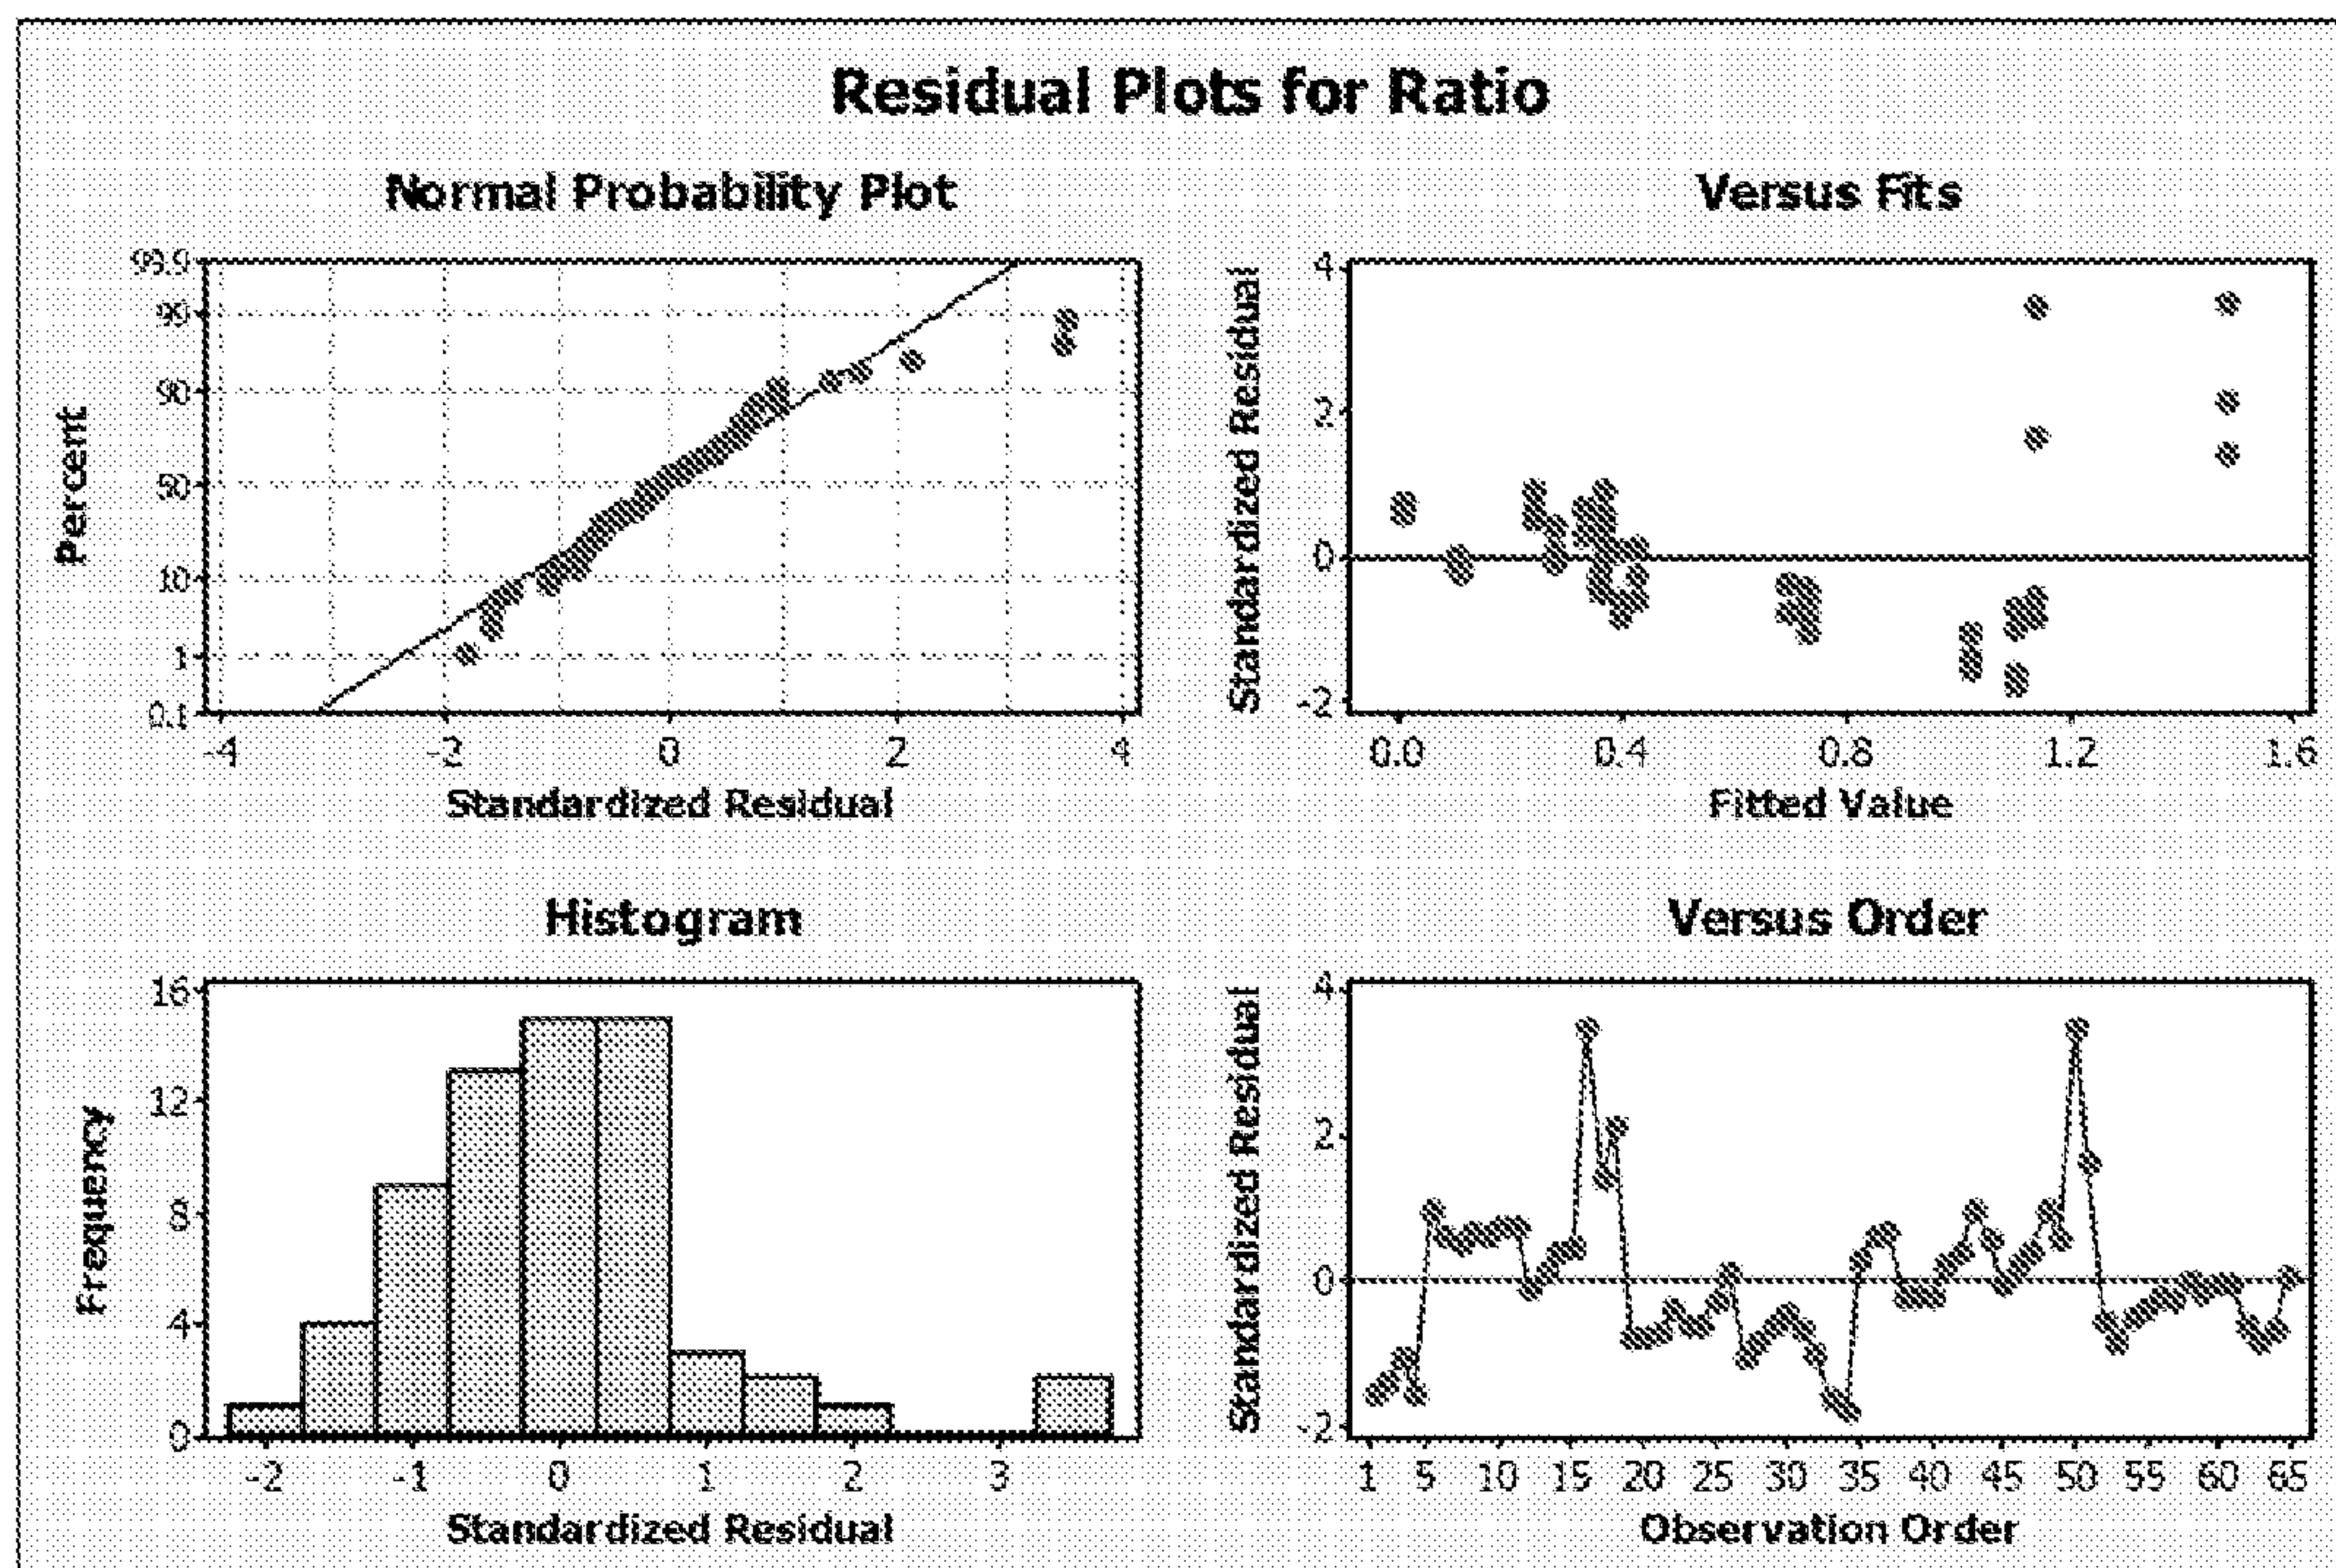 Residual Plots for Ratio
Normal Probability Plot
99.9
99
90
50
10
1
0.1
Percent
-4 -2 0 2 4
Standardized Residual
Versus Fits
4
2
0
-2
Standardized Residual
0.0 0.4 0.8 1.2 1.6
Fitted Value
Histogram
16
12
8
4
0
Frequency
-2 -1 0 1 2 3
Standardized Residual
Versus Order
4
2
0
-2
Standardized Residual
1 5 10 15 20 25 30 35 40 45 50 55 60 65
Observation Order